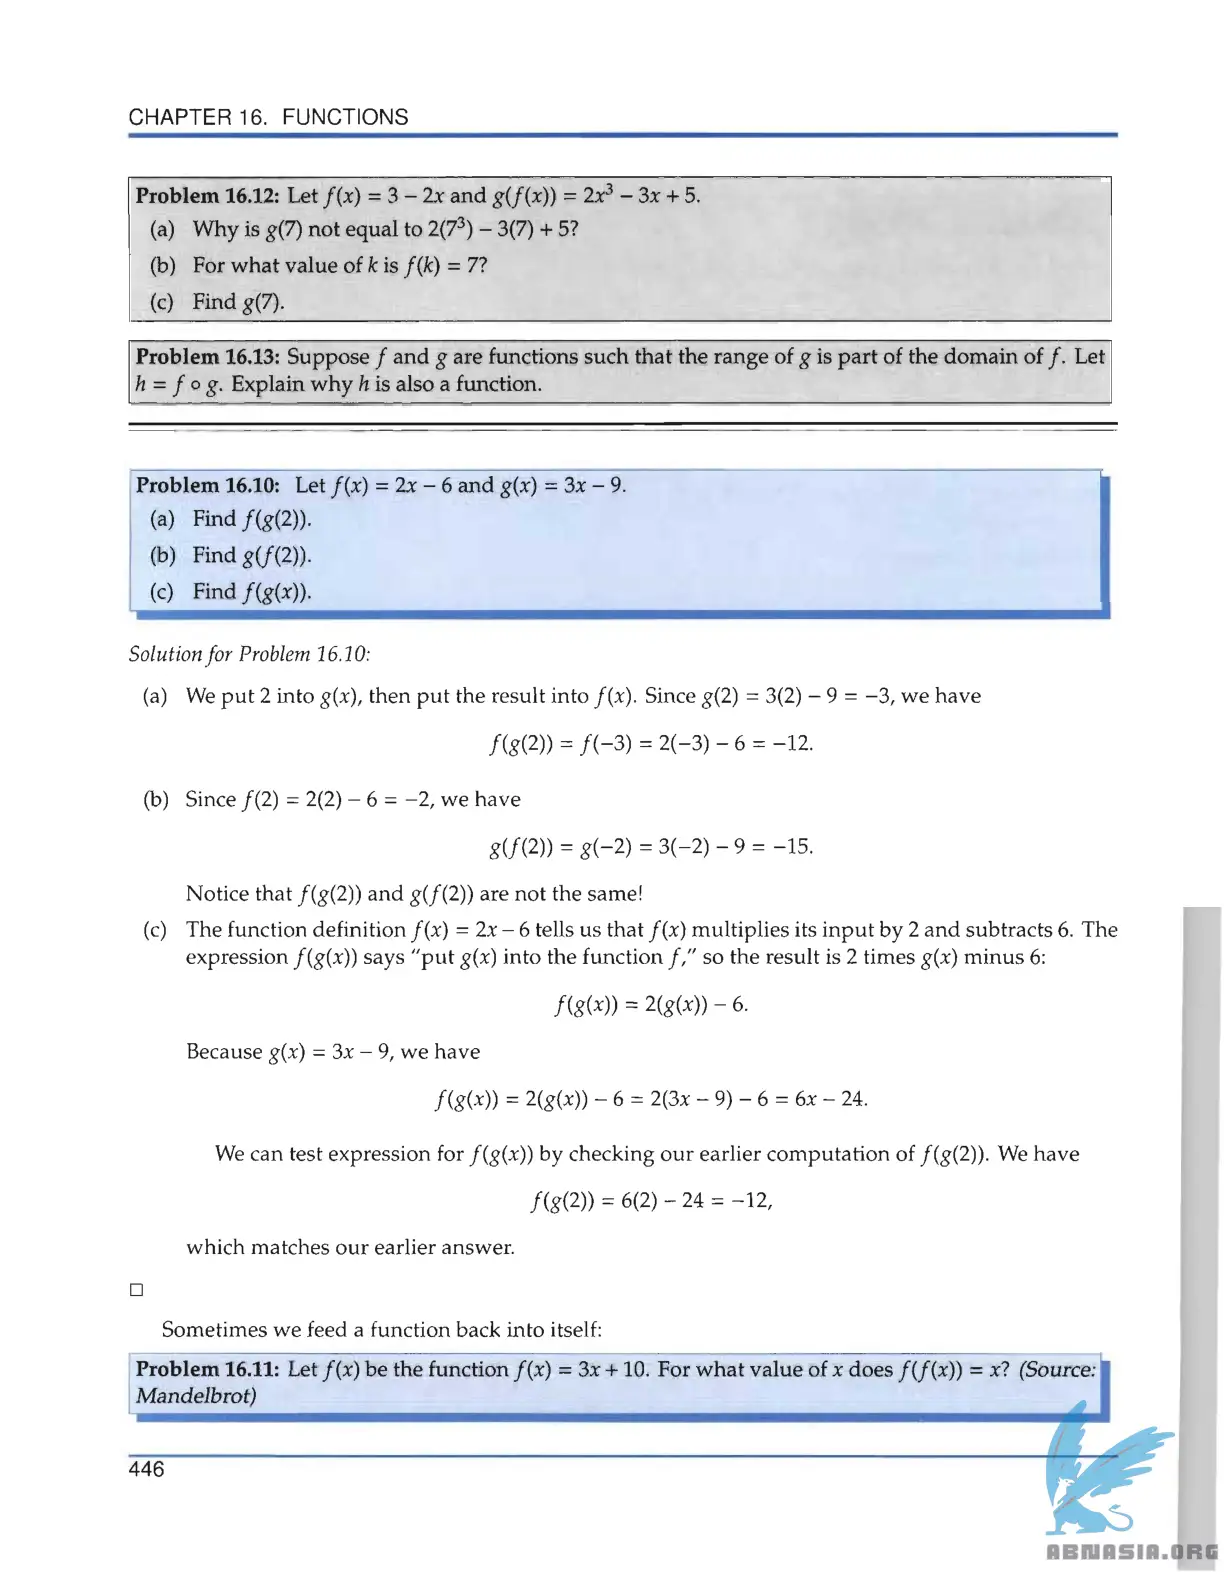 CHAPTER 16. FUNCTIONS
Problem 16.12: Let f(x) = 3 − 2x and g(f(x)) = 2x³ − 3x + 5.
(a) Why is g(7) not equal to 2(7³) − 3(7) + 5?
(b) For what value of k is f(k) = 7?
(c) Find g(7).
Problem 16.13: Suppose f and g are functions such that the range of g is part of the domain of f. Let
h = f ∘ g. Explain why h is also a function.
Problem 16.10: Let f(x) = 2x − 6 and g(x) = 3x − 9.
(a) Find f(g(2)).
(b) Find g(f(2)).
(c) Find f(g(x)).
Solution for Problem 16.10:
(a) We put 2 into g(x), then put the result into f(x). Since g(2) = 3(2) − 9 = −3, we have
f(g(2)) = f(−3) = 2(−3) − 6 = −12.
(b) Since f(2) = 2(2) − 6 = −2, we have
g(f(2)) = g(−2) = 3(−2) − 9 = −15.
Notice that f(g(2)) and g(f(2)) are not the same!
(c) The function definition f(x) = 2x − 6 tells us that f(x) multiplies its input by 2 and subtracts 6. The
expression f(g(x)) says "put g(x) into the function f," so the result is 2 times g(x) minus 6:
f(g(x)) = 2(g(x)) − 6.
Because g(x) = 3x − 9, we have
f(g(x)) = 2(g(x)) − 6 = 2(3x − 9) − 6 = 6x − 24.
We can test expression for f(g(x)) by checking our earlier computation of f(g(2)). We have
f(g(2)) = 6(2) − 24 = −12,
which matches our earlier answer.
□
Sometimes we feed a function back into itself:
Problem 16.11: Let f(x) be the function f(x) = 3x + 10. For what value of x does f(f(x)) = x? (Source:
Mandelbrot)
446
ABNASIA.ORG